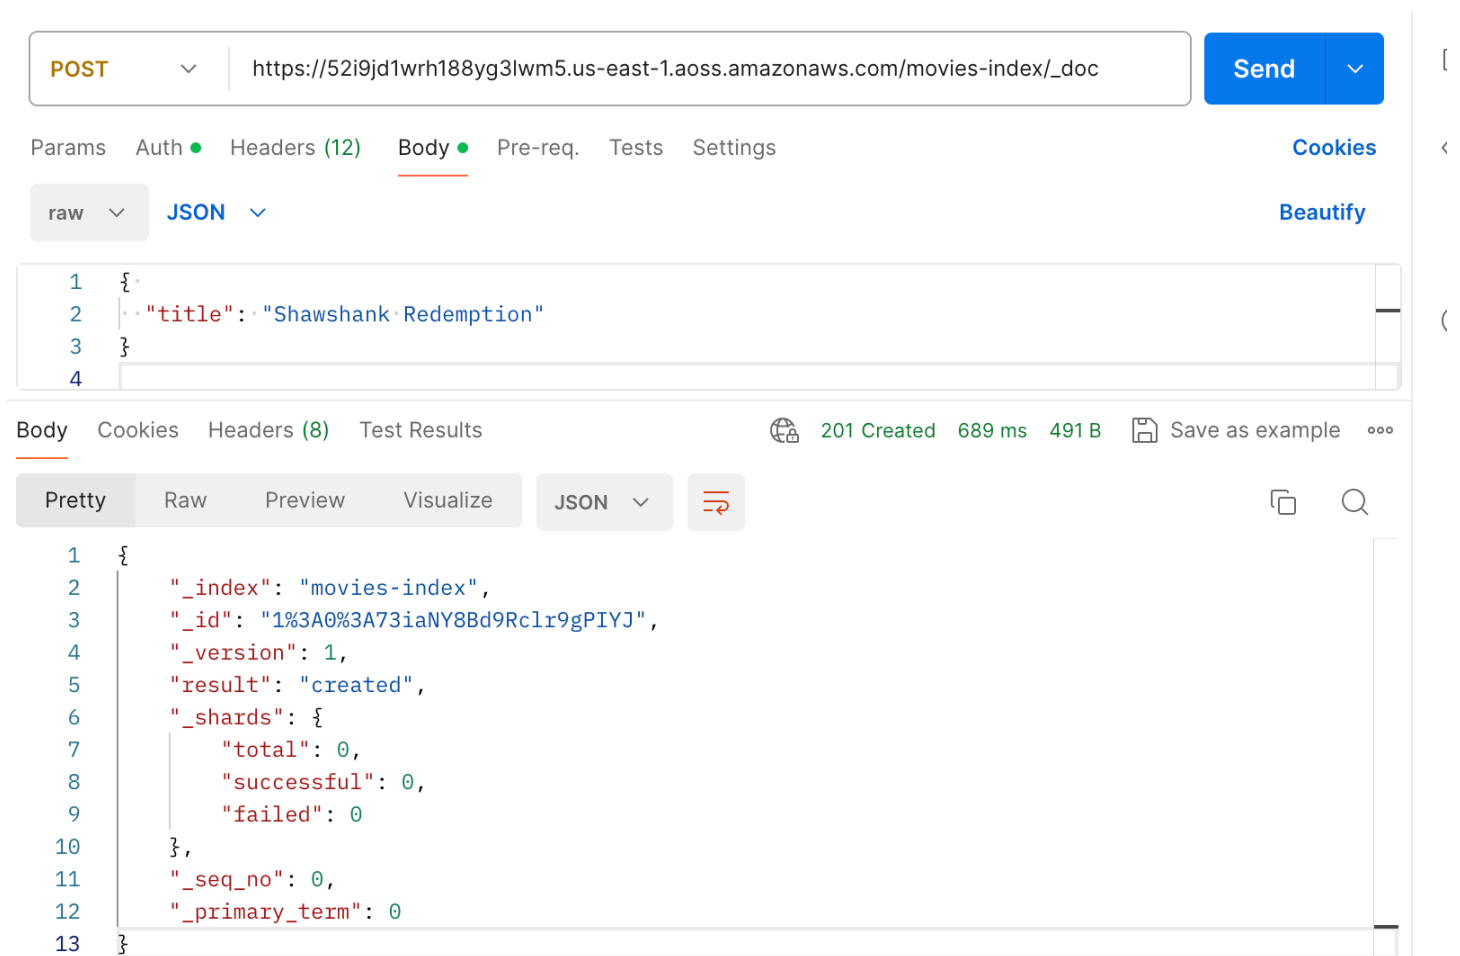 POST https://52i9jd1wrh188yg3lwm5.us-east-1.aoss.amazonaws.com/movies-index/_doc Send
Params Auth Headers (12) Body Pre-req. Tests Settings Cookies
raw JSON Beautify
1 {
2 "title": "Shawshank Redemption"
3 }
4
Body Cookies Headers (8) Test Results 201 Created 689 ms 491 B Save as example
Pretty Raw Preview Visualize JSON
1 {
2 "_index": "movies-index",
3 "_id": "1%3A0%3A73iaNY8Bd9Rclr9gPIYJ",
4 "_version": 1,
5 "result": "created",
6 "_shards": {
7 "total": 0,
8 "successful": 0,
9 "failed": 0
10 },
11 "_seq_no": 0,
12 "_primary_term": 0
13 }